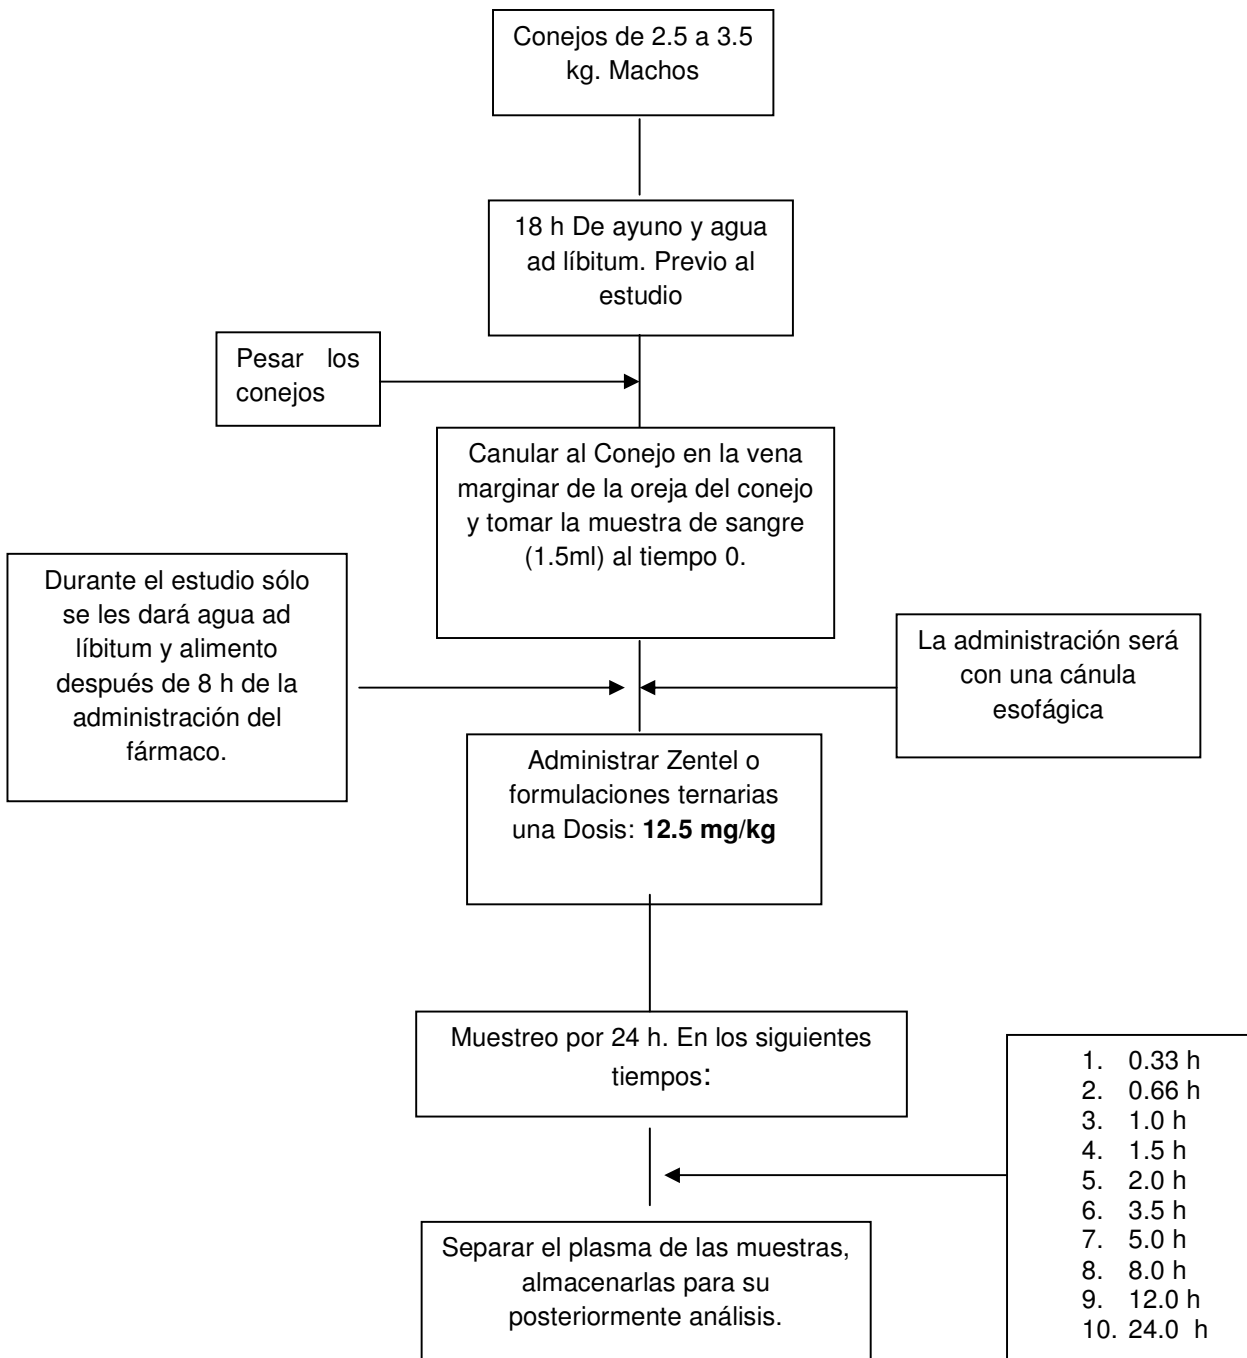 Conejos de 2.5 a 3.5
kg. Machos
18 h De ayuno y agua
ad líbitum. Previo al
estudio
Pesar los
conejos
Canular al Conejo en la vena
marginar de la oreja del conejo
y tomar la muestra de sangre
(1.5ml) al tiempo 0.
Durante el estudio sólo
se les dará agua ad
líbitum y alimento
después de 8 h de la
administración del
fármaco.
La administración será
con una cánula
esofágica
Administrar Zentel o
formulaciones ternarias
una Dosis: 12.5 mg/kg
Muestreo por 24 h. En los siguientes
tiempos:
1. 0.33 h
2. 0.66 h
3. 1.0 h
4. 1.5 h
5. 2.0 h
6. 3.5 h
7. 5.0 h
8. 8.0 h
9. 12.0 h
10. 24.0 h
Separar el plasma de las muestras,
almacenarlas para su
posteriormente análisis.